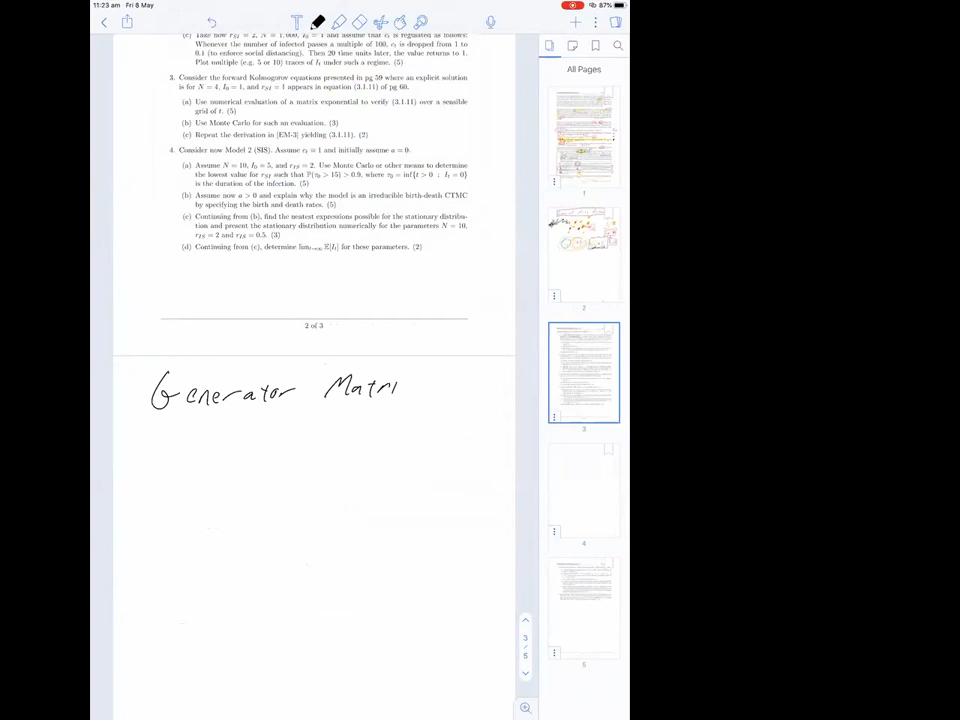 11:23 am Fri 8 May
87%
(c) Take now rSI = 2, N = 1,000, I0 = 1 and assume that ct is regulated as follows:
Whenever the number of infected passes a multiple of 100, ct is dropped from 1 to
0.1 (to enforce social distancing). Then 20 time units later, the value returns to 1.
Plot multiple (e.g. 5 or 10) traces of It under such a regime. (5)
3. Consider the forward Kolmogorov equations presented in pg 59 where an explicit solution
is for N = 4, I0 = 1, and rSI = 1 appears in equation (3.1.11) of pg 60.
(a) Use numerical evaluation of a matrix exponential to verify (3.1.11) over a sensible
grid of t. (5)
(b) Use Monte Carlo for such an evaluation. (3)
(c) Repeat the derivation in [EM-3] yielding (3.1.11). (2)
4. Consider now Model 2 (SIS). Assume ct ≡ 1 and initially assume a = 0.
(a) Assume N = 10, I0 = 5, and rIS = 2. Use Monte Carlo or other means to determine
the lowest value for rSI such that P(τ0 > 15) > 0.9, where τ0 = inf{t > 0 : It = 0}
is the duration of the infection. (5)
(b) Assume now a > 0 and explain why the model is an irreducible birth-death CTMC
by specifying the birth and death rates. (5)
(c) Continuing from (b), find the neatest expressions possible for the stationary distribu-
tion and present the stationary distribution numerically for the parameters N = 10,
rIS = 2 and rIS = 0.5. (3)
(d) Continuing from (c), determine limt→∞ E[It] for these parameters. (2)
2 of 3
Generator Matri
All Pages
1
2
3
4
5
3
/
5